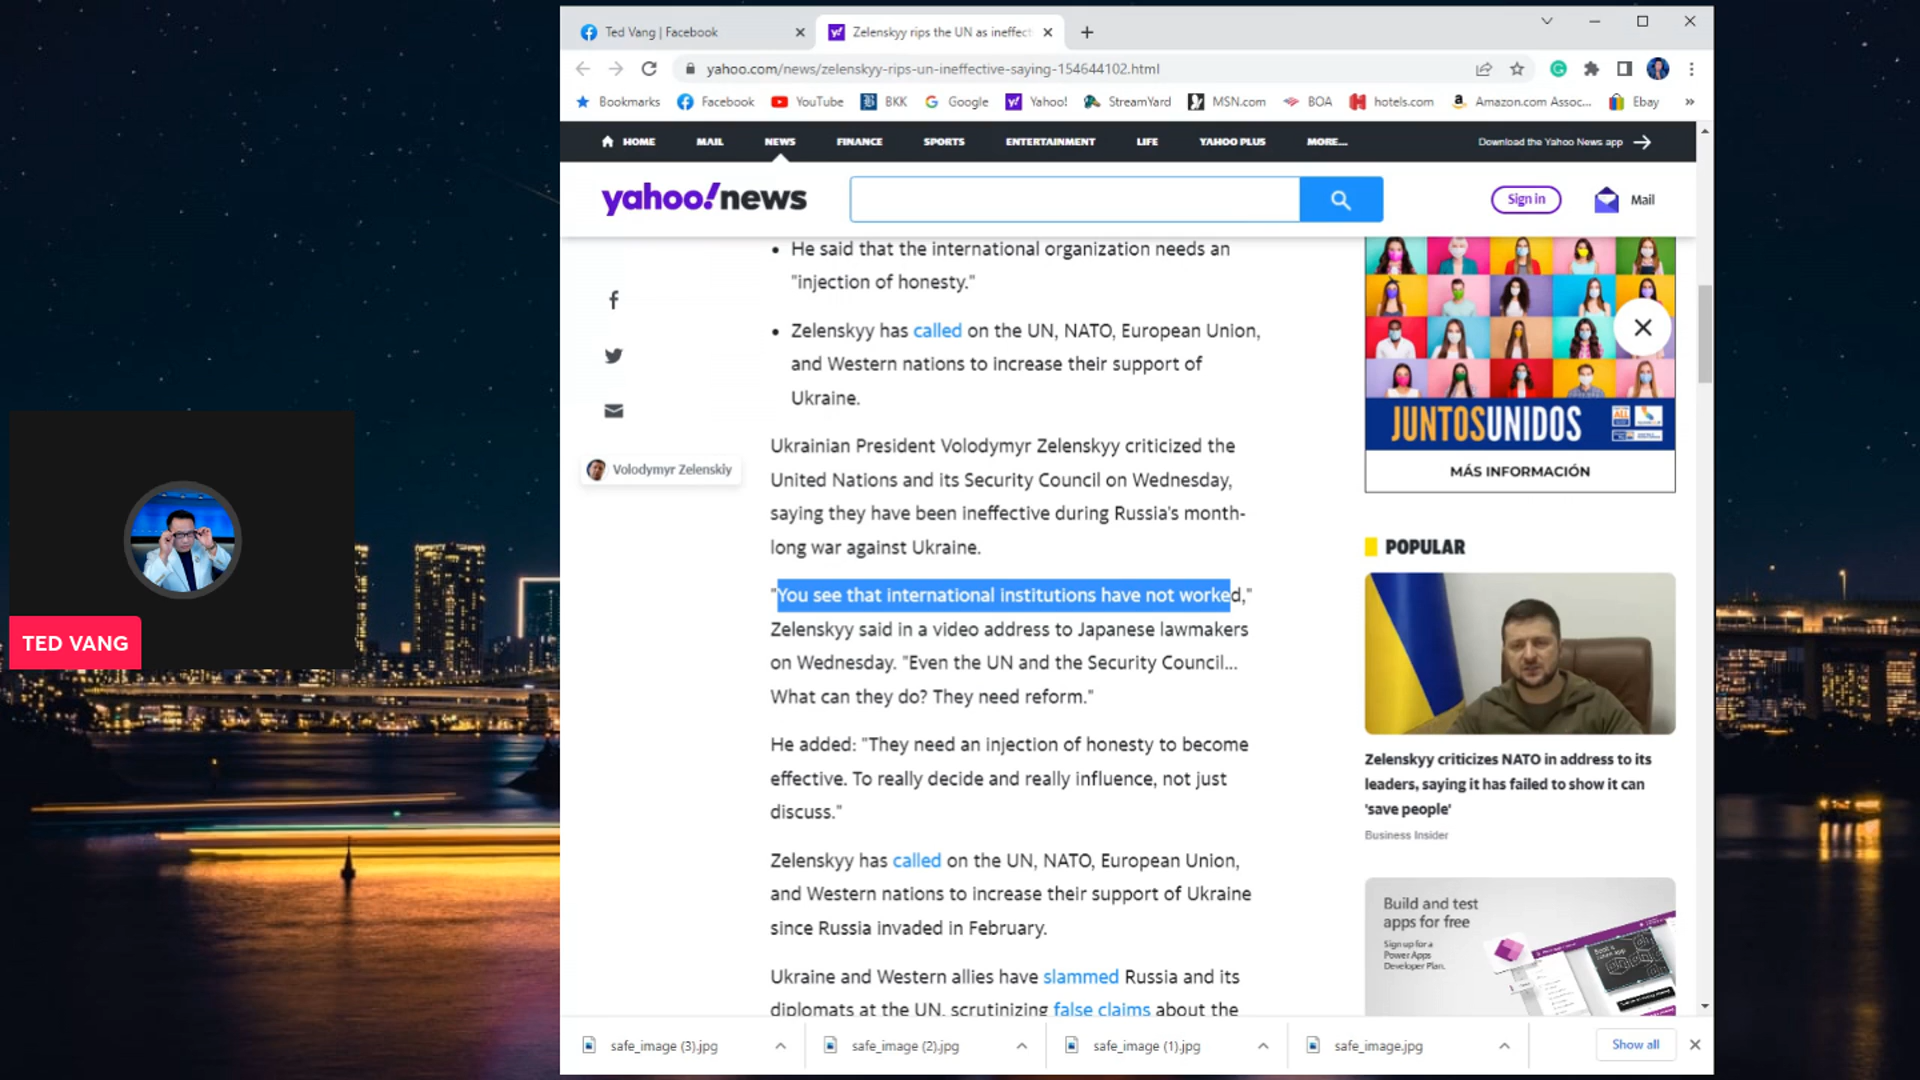 Ted Vang | Facebook
Zelenskyy rips the UN as ineffect
yahoo.com/news/zelenskyy-rips-un-ineffective-saying-154644102.html
Bookmarks Facebook YouTube BKK Google Yahoo! StreamYard MSN.com BOA hotels.com Amazon.com Assoc... Ebay »
HOME MAIL NEWS FINANCE SPORTS ENTERTAINMENT LIFE YAHOO PLUS MORE... Download the Yahoo News app
yahoo!news
Sign in
Mail
• He said that the international organization needs an
"injection of honesty."
• Zelenskyy has called on the UN, NATO, European Union,
and Western nations to increase their support of
Ukraine.
Volodymyr Zelenskiy
Ukrainian President Volodymyr Zelenskyy criticized the
United Nations and its Security Council on Wednesday,
saying they have been ineffective during Russia's month-
long war against Ukraine.
"You see that international institutions have not worked,"
Zelenskyy said in a video address to Japanese lawmakers
on Wednesday. "Even the UN and the Security Council...
What can they do? They need reform."
He added: "They need an injection of honesty to become
effective. To really decide and really influence, not just
discuss."
Zelenskyy has called on the UN, NATO, European Union,
and Western nations to increase their support of Ukraine
since Russia invaded in February.
Ukraine and Western allies have slammed Russia and its
diplomats at the UN, scrutinizing false claims about the
JUNTOSUNIDOS
MÁS INFORMACIÓN
POPULAR
Zelenskyy criticizes NATO in address to its
leaders, saying it has failed to show it can
'save people'
Business Insider
Build and test
apps for free
Sign up for a
Power Apps
Developer Plan.
TED VANG
safe_image (3).jpg
safe_image (2).jpg
safe_image (1).jpg
safe_image.jpg
Show all